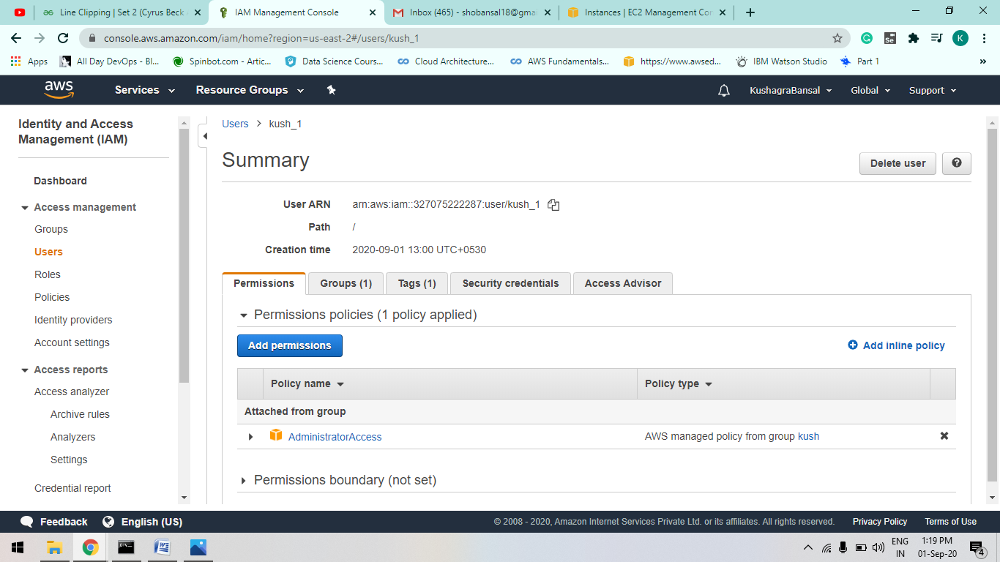 Line Clipping | Set 2 (Cyrus Beck
IAM Management Console
Inbox (465) - shobansal18@gmai
Instances | EC2 Management Con
console.aws.amazon.com/iam/home?region=us-east-2#/users/kush_1
Se
K
Apps
All Day DevOps - Bl...
Spinbot.com - Artic...
Data Science Cours...
Cloud Architecture...
AWS Fundamentals...
https://www.awsed...
IBM Watson Studio
Part 1
»
aws
Services
Resource Groups
KushagraBansal
Global
Support
Identity and Access
Management (IAM)
Dashboard
Access management
Groups
Users
Roles
Policies
Identity providers
Account settings
Access reports
Access analyzer
Archive rules
Analyzers
Settings
Credential report
Users > kush_1
Summary
Delete user
?
User ARN arn:aws:iam::327075222287:user/kush_1
Path /
Creation time 2020-09-01 13:00 UTC+0530
Permissions
Groups (1)
Tags (1)
Security credentials
Access Advisor
Permissions policies (1 policy applied)
Add permissions
Add inline policy
Policy name
Policy type
Attached from group
AdministratorAccess
AWS managed policy from group kush
Permissions boundary (not set)
Feedback
English (US)
© 2008 - 2020, Amazon Internet Services Private Ltd. or its affiliates. All rights reserved.
Privacy Policy
Terms of Use
ENG
IN
1:19 PM
01-Sep-20
4